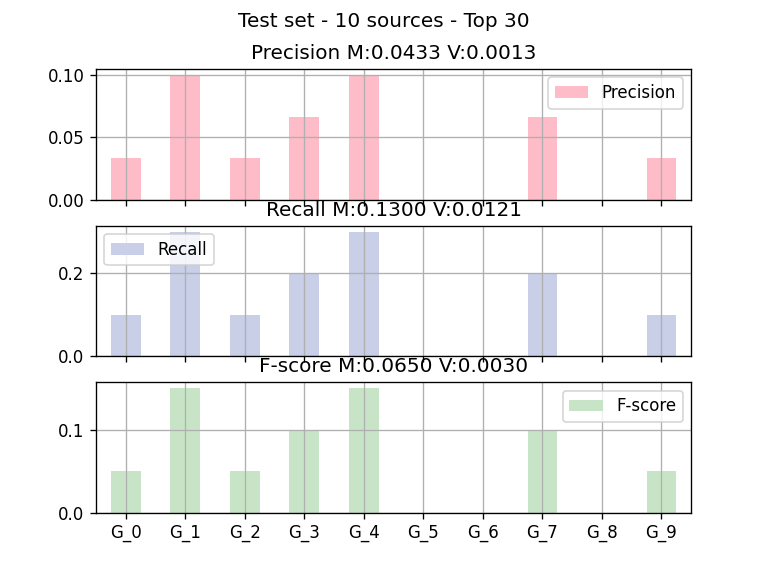 Test set - 10 sources - Top 30
Precision M:0.0433 V:0.0013
0.10
0.05
0.00
Precision
Recall M:0.1300 V:0.0121
0.2
0.0
Recall
F-score M:0.0650 V:0.0030
0.1
0.0
F-score
G_0 G_1 G_2 G_3 G_4 G_5 G_6 G_7 G_8 G_9